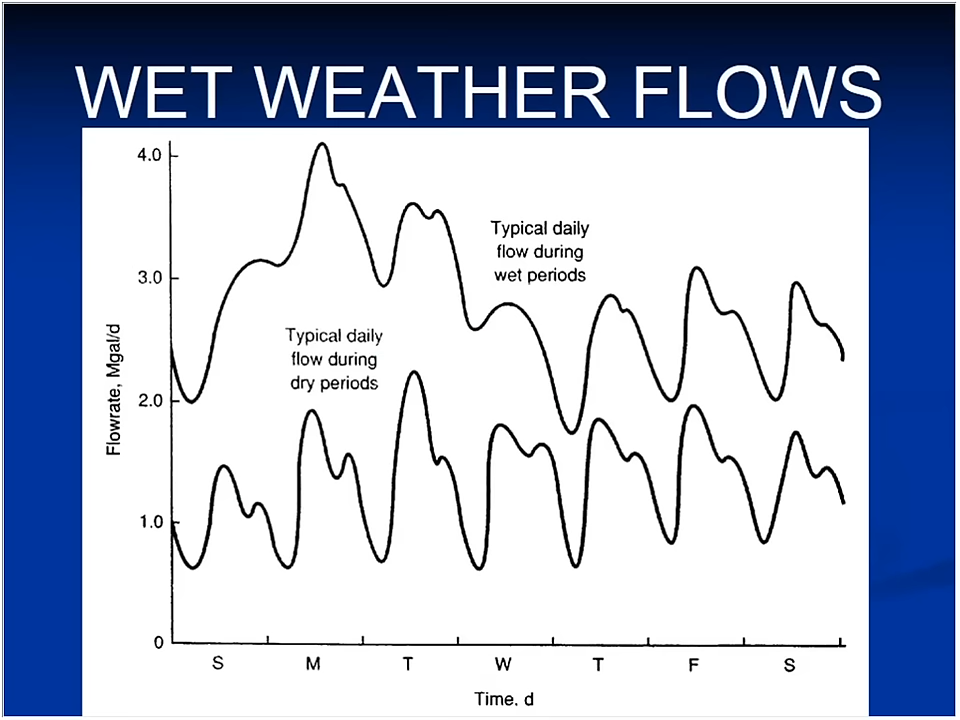 WET WEATHER FLOWS
4.0
3.0
2.0
1.0
0
Flowrate, Mgal/d
Typical daily
flow during
wet periods
Typical daily
flow during
dry periods
S M T W T F S
Time. d